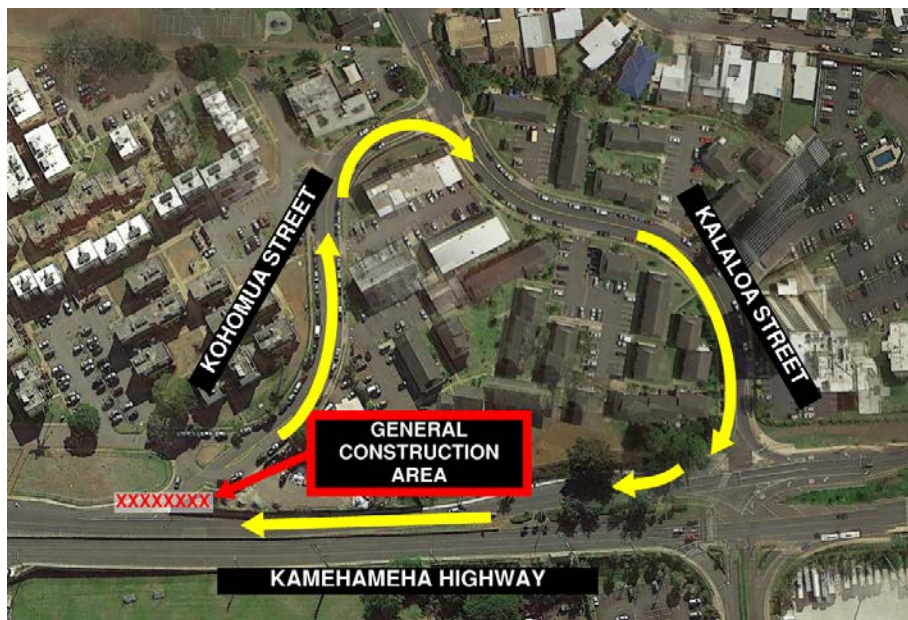 KOHOMUA STREET
KALALOA STREET
GENERAL
CONSTRUCTION
AREA
XXXXXXXX
KAMEHAMEHA HIGHWAY